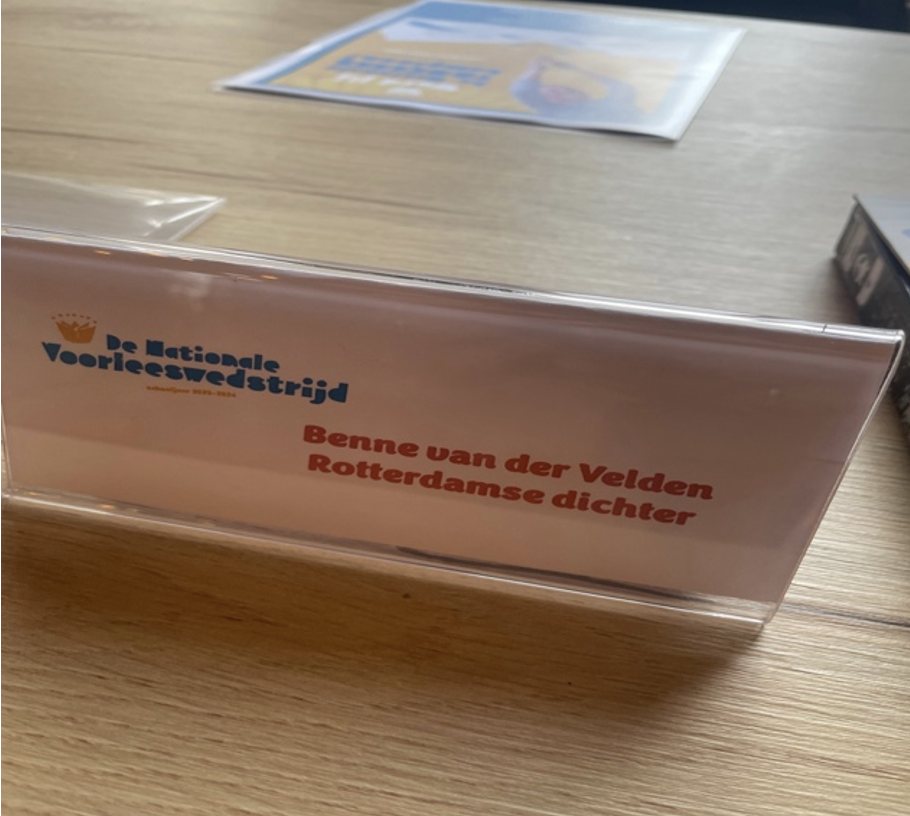 De Nationale
Voorleeswedstrijd
Benne van der Velden
Rotterdamse dichter